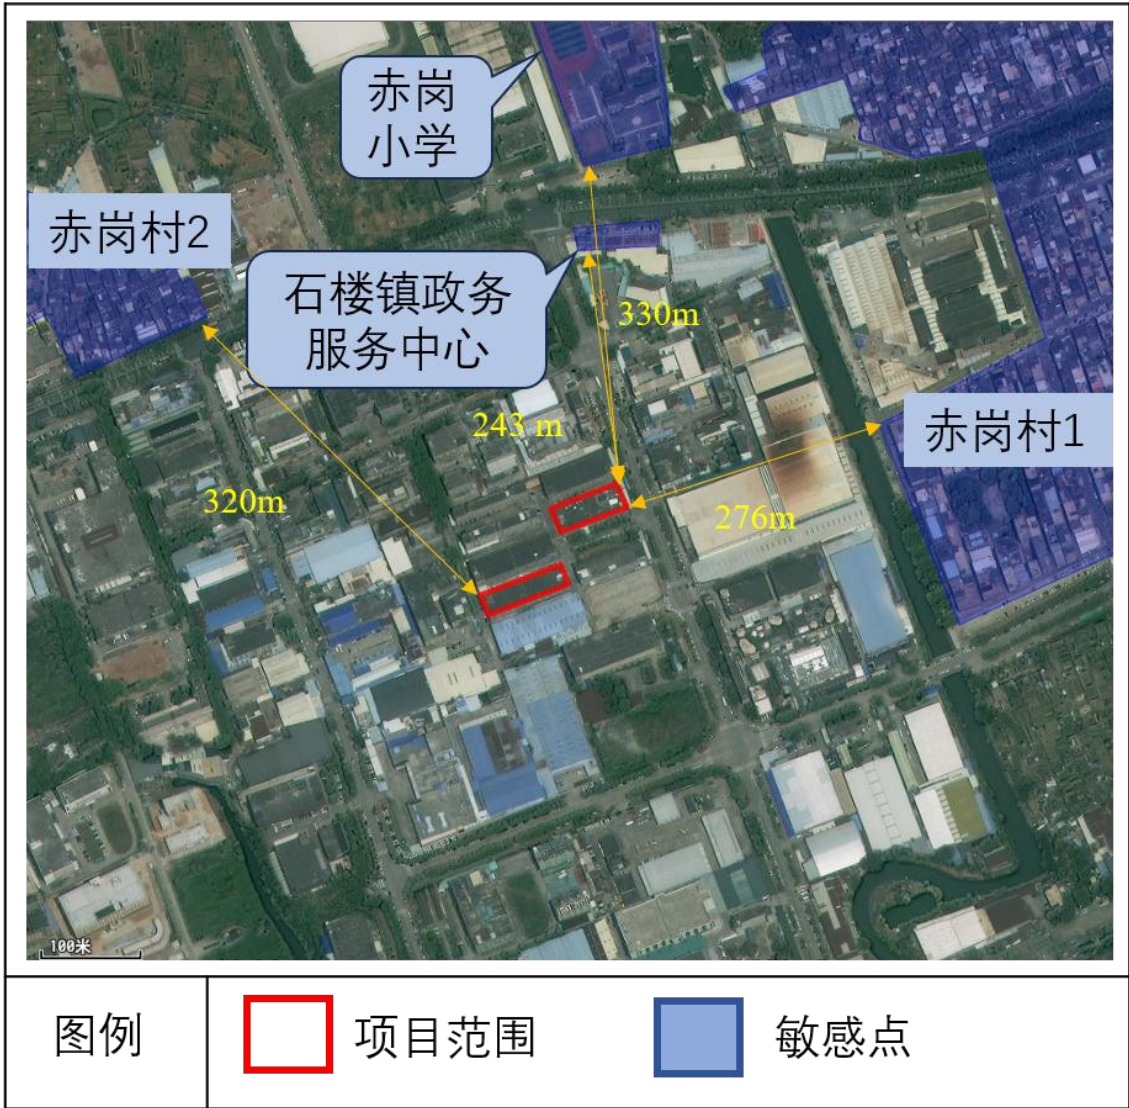 赤岗
小学
赤岗村2
石楼镇政务
服务中心
330m
赤岗村1
243 m
320m
276m
100米
图例
项目范围
敏感点